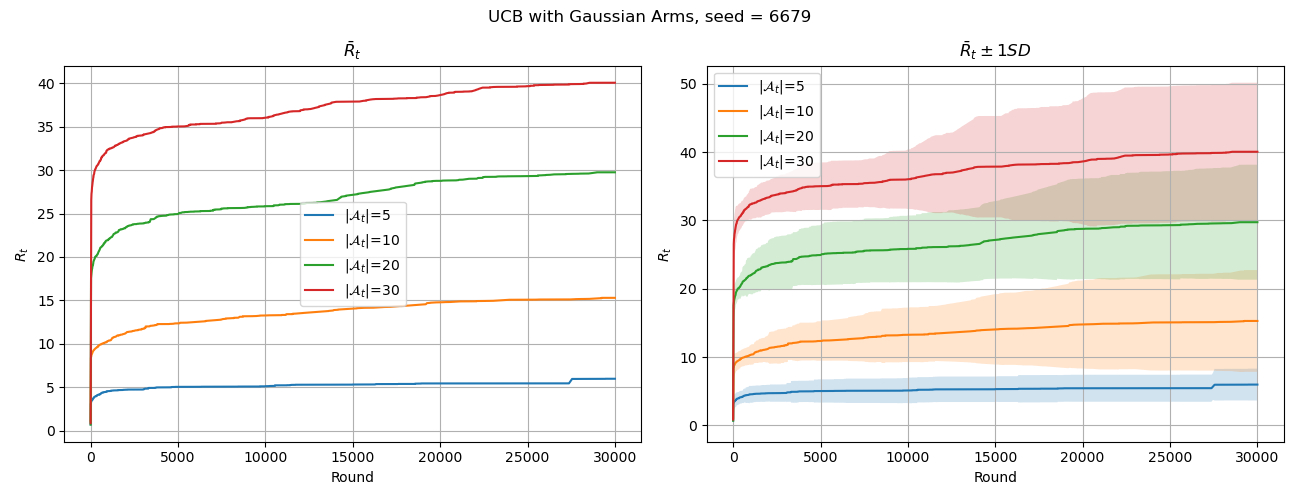 UCB with Gaussian Arms, seed = 6679
R̄ₜ
40
35
30
25
20
15
10
5
0
Rₜ
|𝒜ₜ|=5
|𝒜ₜ|=10
|𝒜ₜ|=20
|𝒜ₜ|=30
0 5000 10000 15000 20000 25000 30000
Round
R̄ₜ ± 1SD
50
40
30
20
10
0
Rₜ
|𝒜ₜ|=5
|𝒜ₜ|=10
|𝒜ₜ|=20
|𝒜ₜ|=30
0 5000 10000 15000 20000 25000 30000
Round